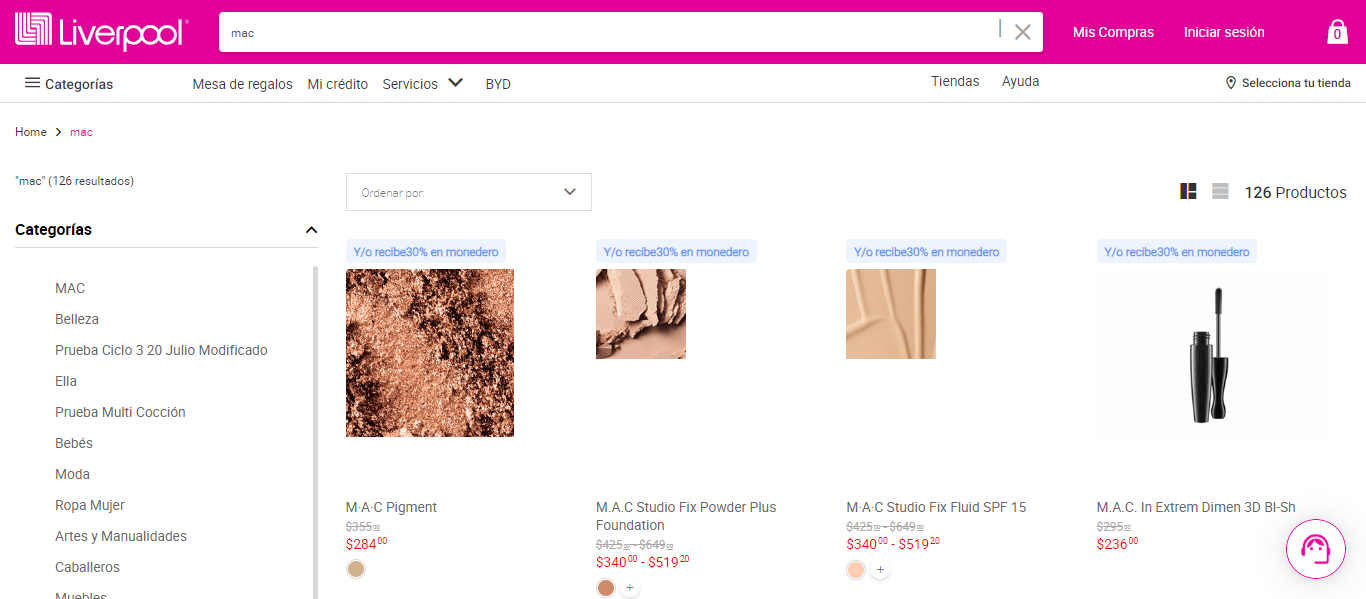 Liverpool
mac
Mis Compras
Iniciar sesión
0
Categorías
Mesa de regalos
Mi crédito
Servicios
BYD
Tiendas
Ayuda
Selecciona tu tienda
Home > mac
"mac" (126 resultados)
Ordenar por:
126 Productos
Categorías
MAC
Belleza
Prueba Ciclo 3 20 Julio Modificado
Ella
Prueba Multi Cocción
Bebés
Moda
Ropa Mujer
Artes y Manualidades
Caballeros
Muebles
Y/o recibe30% en monedero
M·A·C Pigment
$355.00
$284.00
Y/o recibe30% en monedero
M.A.C Studio Fix Powder Plus
Foundation
$425.00 - $649.00
$340.00 - $519.20
+
Y/o recibe30% en monedero
M·A·C Studio Fix Fluid SPF 15
$425.00 - $649.00
$340.00 - $519.20
+
Y/o recibe30% en monedero
M.A.C. In Extrem Dimen 3D Bl-Sh
$295.00
$236.00